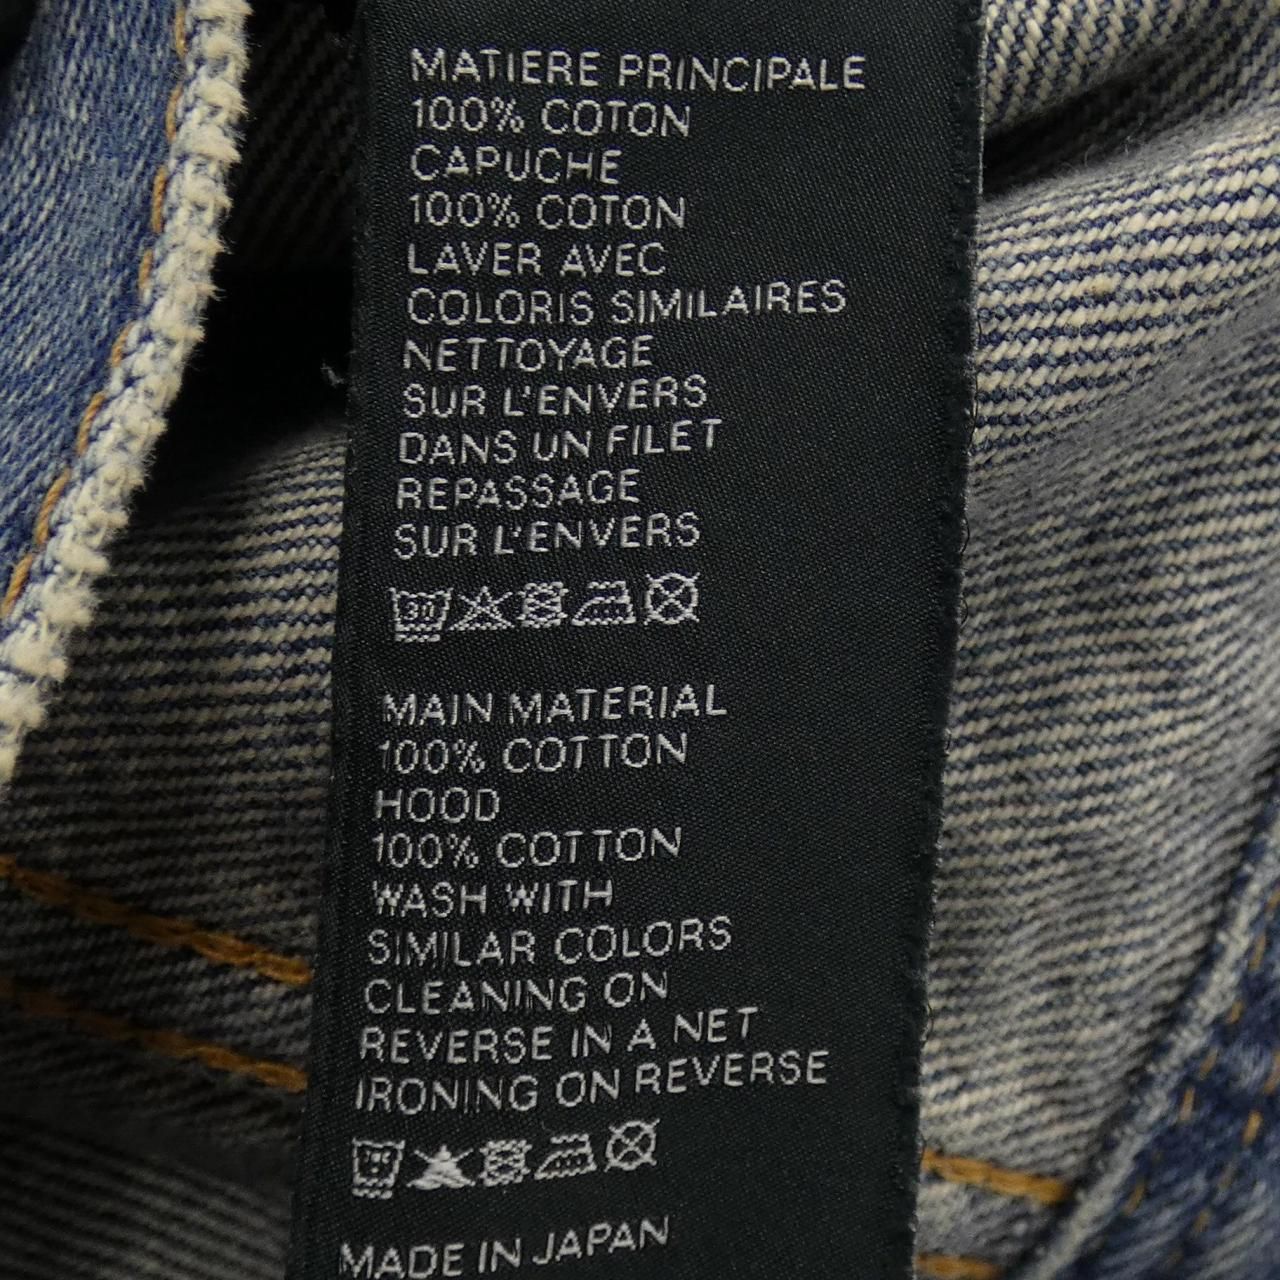 MATIERE PRINCIPALE
100% COTON
CAPUCHE
100% COTON
LAVER AVEC
COLORIS SIMILAIRES
NETTOYAGE
SUR L'ENVERS
DANS UN FILET
REPASSAGE
SUR L'ENVERS
30
MAIN MATERIAL
100% COTTON
HOOD
100% COTTON
WASH WITH
SIMILAR COLORS
CLEANING ON
REVERSE IN A NET
IRONING ON REVERSE
MADE IN JAPAN